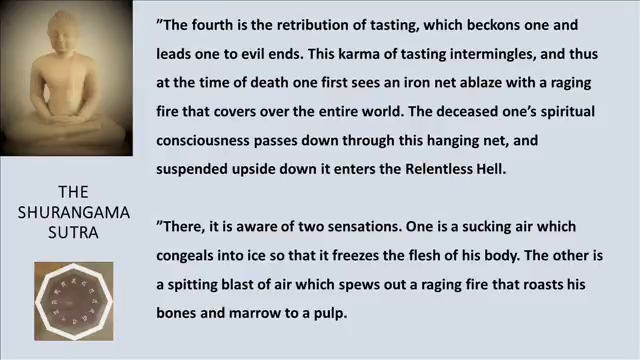 ”The fourth is the retribution of tasting, which beckons one and
leads one to evil ends. This karma of tasting intermingles, and thus
at the time of death one first sees an iron net ablaze with a raging
fire that covers over the entire world. The deceased one’s spiritual
consciousness passes down through this hanging net, and
suspended upside down it enters the Relentless Hell.
”There, it is aware of two sensations. One is a sucking air which
congeals into ice so that it freezes the flesh of his body. The other is
a spitting blast of air which spews out a raging fire that roasts his
bones and marrow to a pulp.
THE
SHURANGAMA
SUTRA